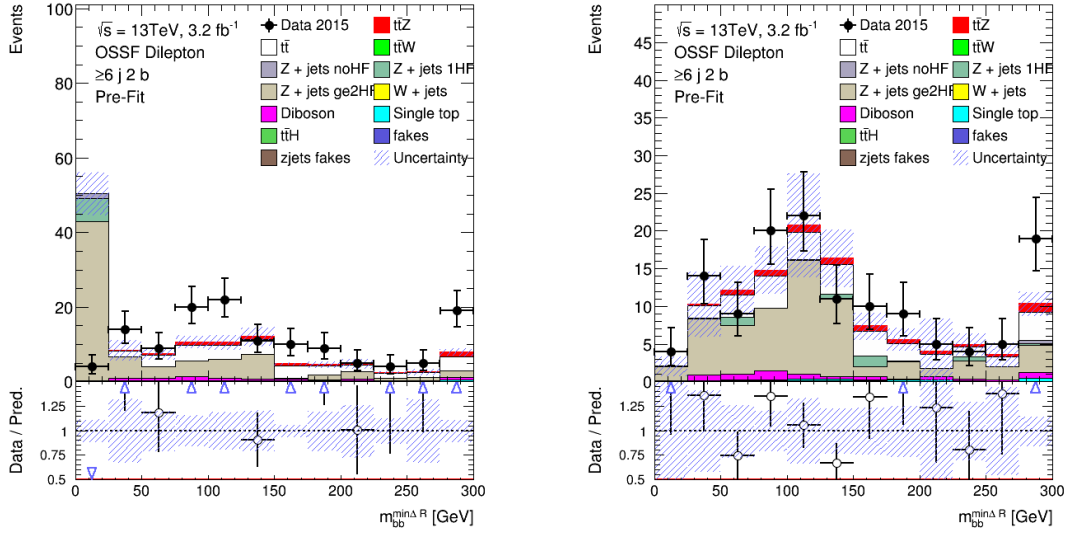 Events
100
80
60
40
20
0
√s = 13TeV, 3.2 fb⁻¹
OSSF Dilepton
≥6 j 2 b
Pre-Fit
Data 2015
tt̄Z
tt̄
tt̄W
Z + jets noHF
Z + jets 1HF
Z + jets ge2HF
W + jets
Diboson
Single top
tt̄H
fakes
zjets fakes
Uncertainty
Data / Pred.
1.25
1
0.75
0.5
0 50 100 150 200 250 300
m_bb^minΔ R [GeV]
Events
45
40
35
30
25
20
15
10
5
0
√s = 13TeV, 3.2 fb⁻¹
OSSF Dilepton
≥6 j 2 b
Pre-Fit
Data 2015
tt̄Z
tt̄
tt̄W
Z + jets noHF
Z + jets 1HF
Z + jets ge2HF
W + jets
Diboson
Single top
tt̄H
fakes
zjets fakes
Uncertainty
Data / Pred.
1.25
1
0.75
0.5
0 50 100 150 200 250 300
m_bb^minΔ R [GeV]